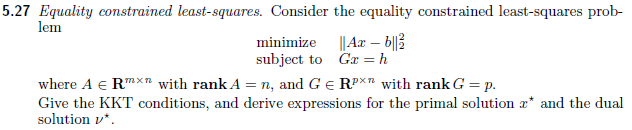 5.27 Equality constrained least-squares. Consider the equality constrained least-squares prob-
lem
minimize ‖Ax − b‖₂²
subject to Gx = h
where A ∈ R^{m×n} with rank A = n, and G ∈ R^{p×n} with rank G = p.
Give the KKT conditions, and derive expressions for the primal solution x* and the dual
solution ν*.